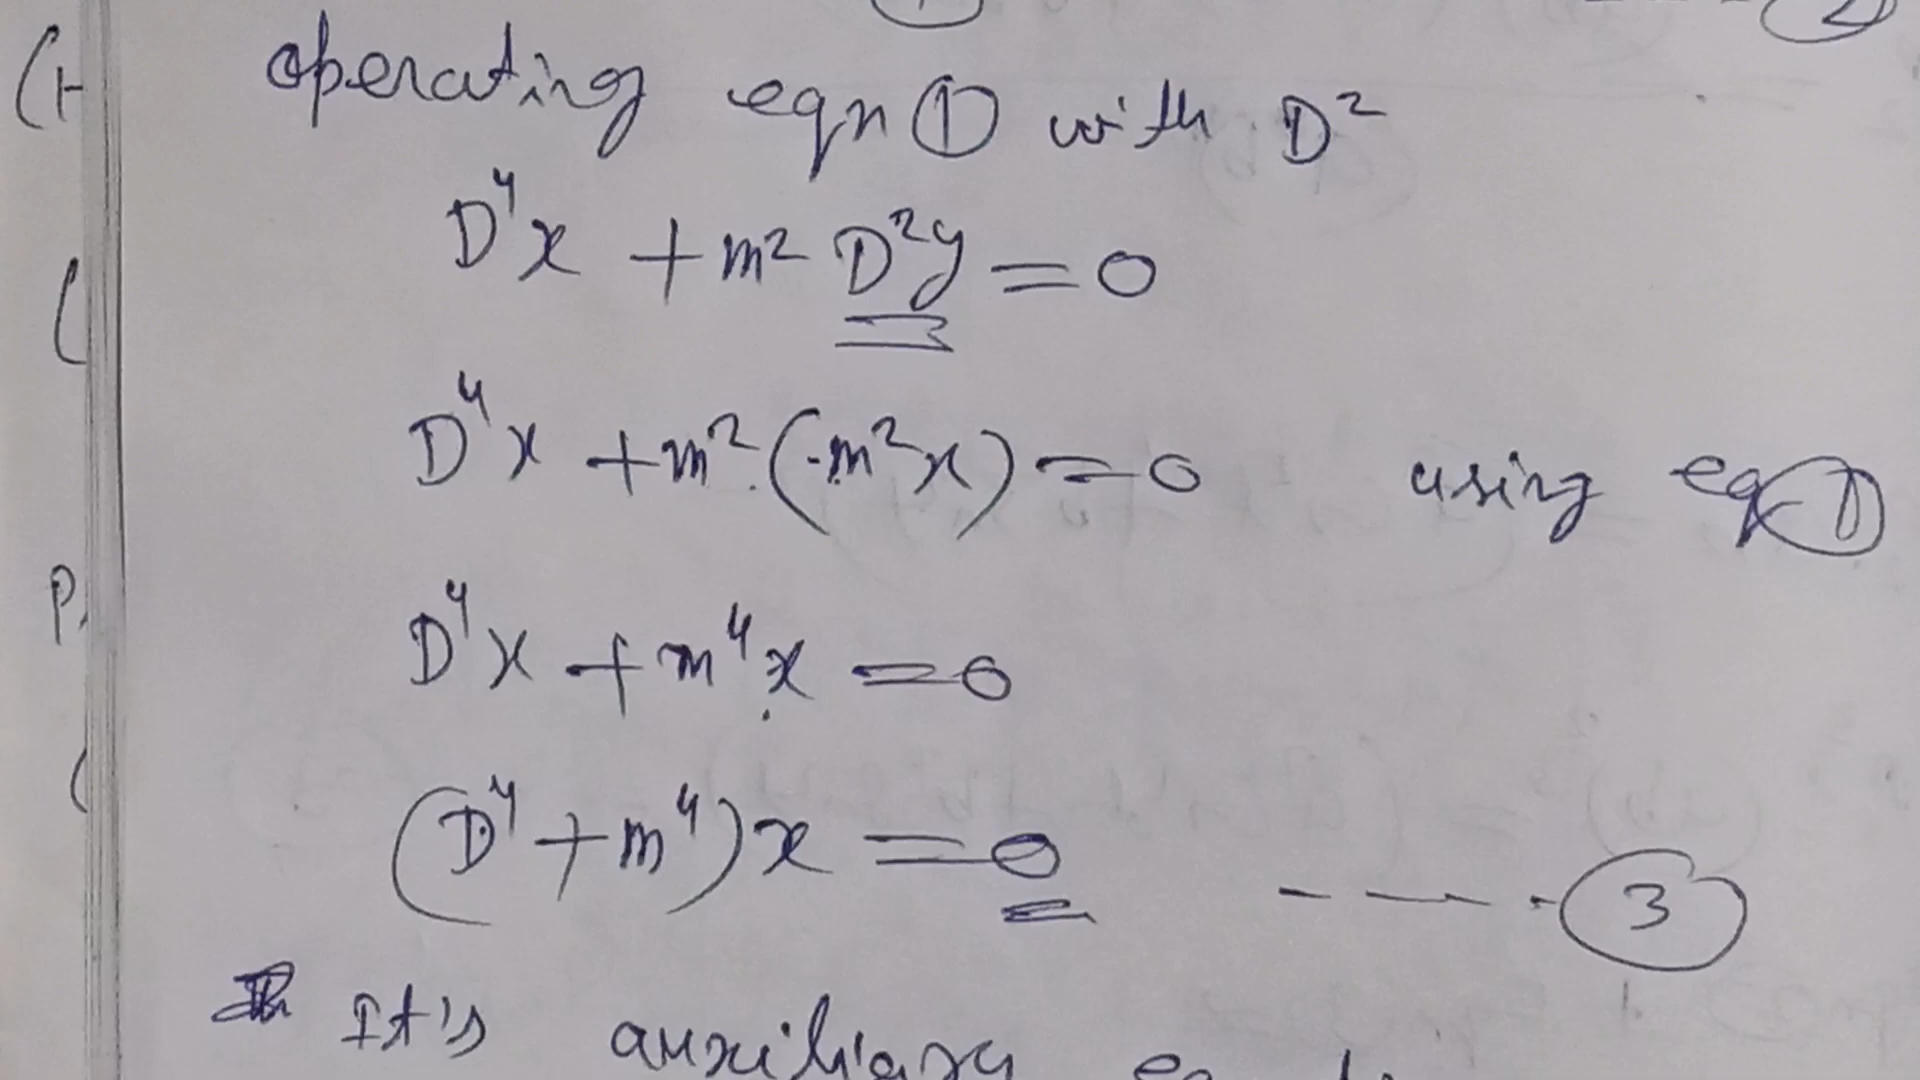 2
(H
operating eqn ① with D²
D⁴x + m² D²y = 0
(
D⁴x + m² (-m²x) = 0 using eq ①
P.
D⁴x + m⁴x = 0
(
(D⁴ + m⁴)x = 0 - - - - ③
It's auxiliary